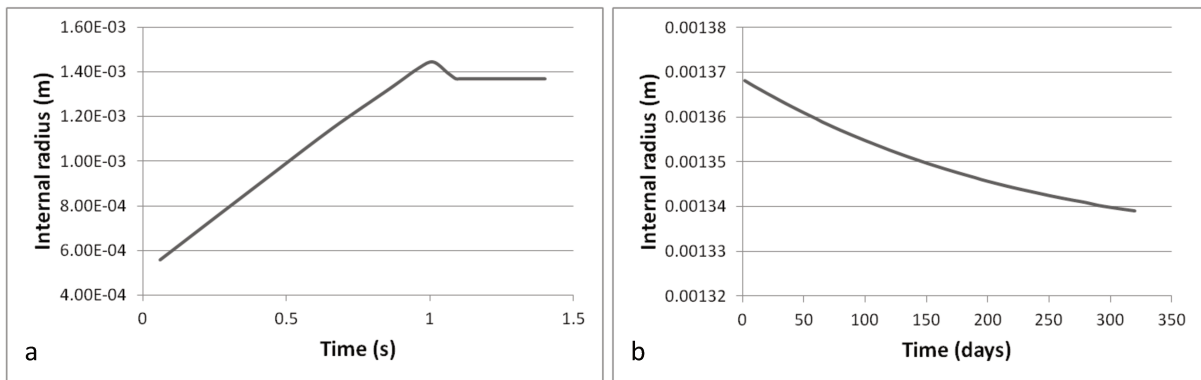 Internal radius (m)
1.60E-03
1.40E-03
1.20E-03
1.00E-03
8.00E-04
6.00E-04
4.00E-04
0 0.5 1 1.5
Time (s)
a
Internal radius (m)
0.00138
0.00137
0.00136
0.00135
0.00134
0.00133
0.00132
0 50 100 150 200 250 300 350
Time (days)
b